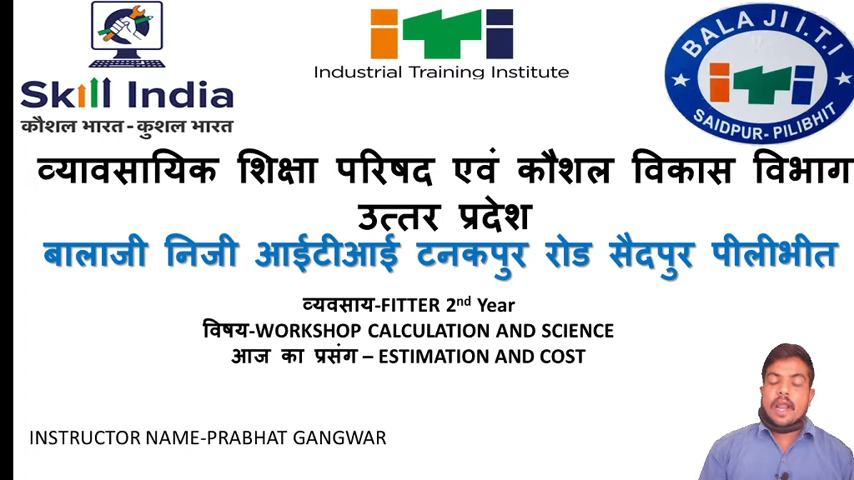 Skill India
कौशल भारत - कुशल भारत
iti
Industrial Training Institute
BALA JI I.T.I
iti
SAIDPUR- PILIBHIT
व्यावसायिक शिक्षा परिषद एवं कौशल विकास विभाग
उत्तर प्रदेश
बालाजी निजी आईटीआई टनकपुर रोड सैदपुर पीलीभीत
व्यवसाय-FITTER 2nd Year
विषय-WORKSHOP CALCULATION AND SCIENCE
आज का प्रसंग – ESTIMATION AND COST
INSTRUCTOR NAME-PRABHAT GANGWAR